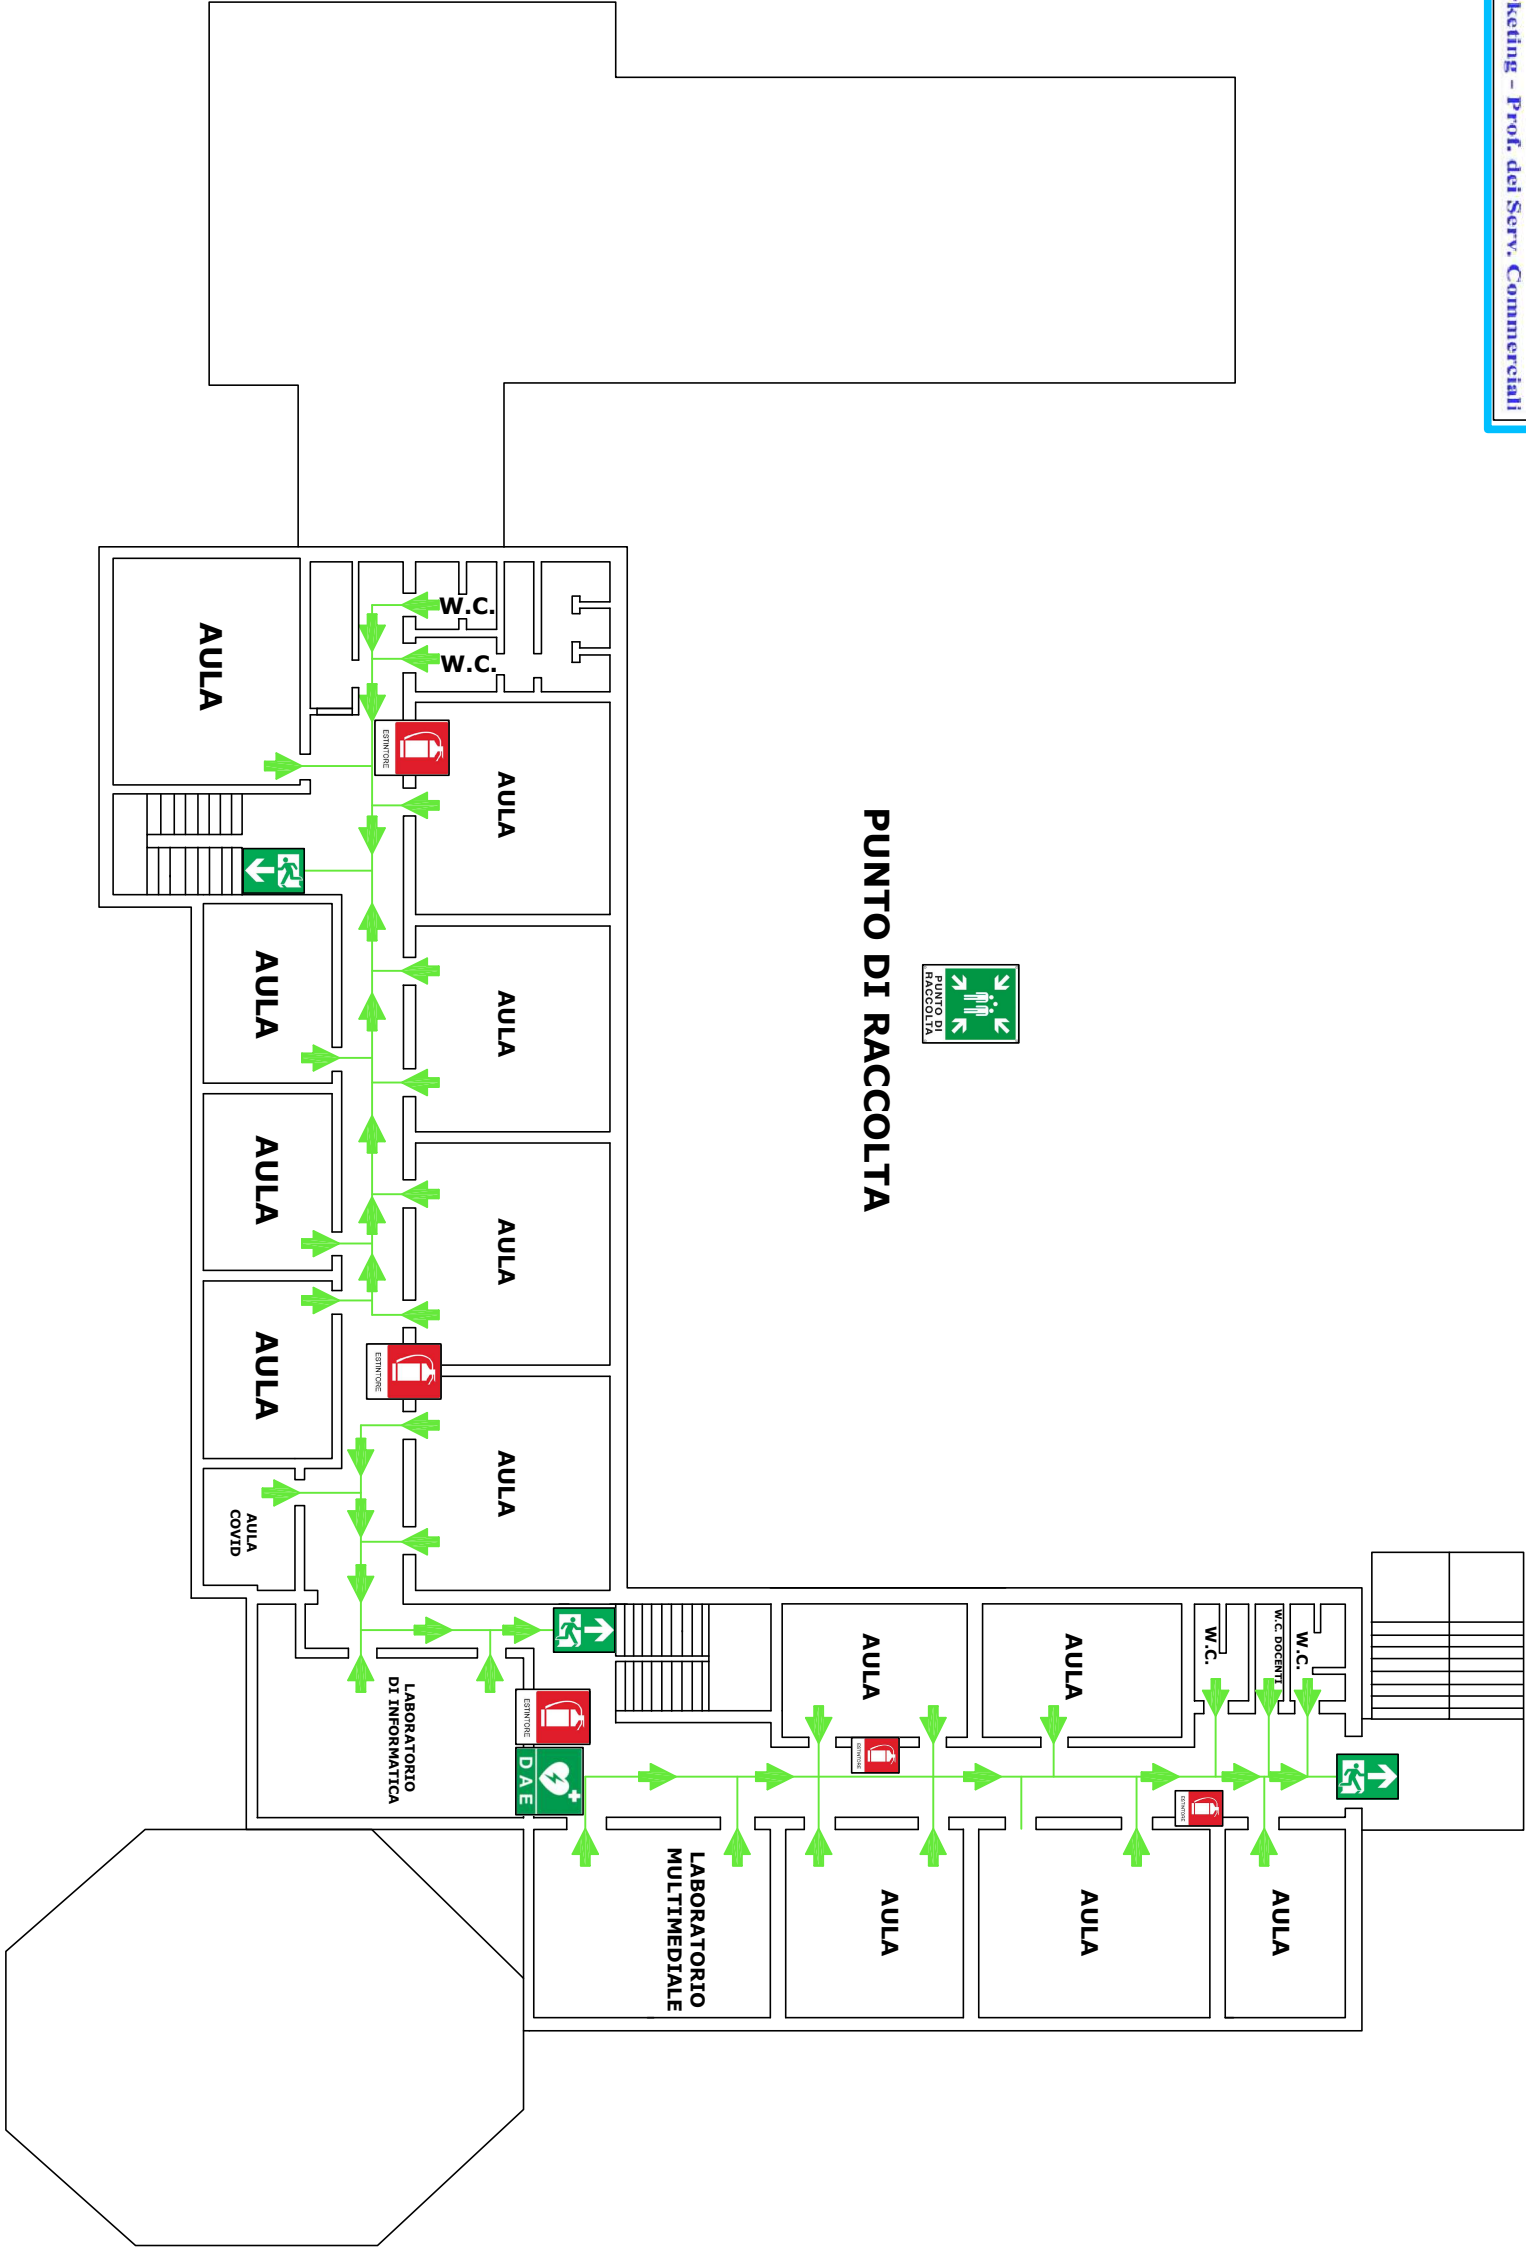 keting - Prof. dei Serv. Commerciali
PUNTO DI
RACCOLTA
PUNTO DI RACCOLTA
W.C.
W.C.
AULA
ESTINTORE
AULA
AULA
AULA
AULA
AULA
AULA
AULA
ESTINTORE
AULA
AULA
COVID
LABORATORIO
DI INFORMATICA
ESTINTORE
DAE
AULA
AULA
W.C.
W.C. DOCENTI
W.C.
ESTINTORE
ESTINTORE
LABORATORIO
MULTIMEDIALE
AULA
AULA
AULA